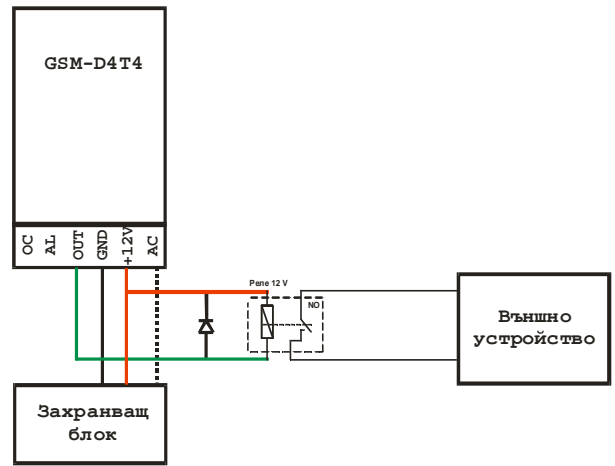 GSM-D4T4
OC
AL
OUT
GND
+12V
AC
Реле 12 V
NO
Външно
устройство
Захранващ
блок